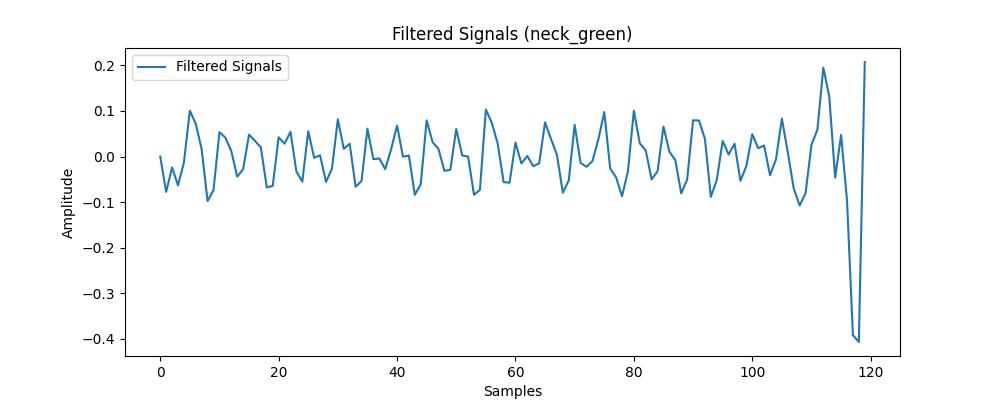 Filtered Signals (neck_green)
Filtered Signals
0.2
0.1
0.0
−0.1
−0.2
−0.3
−0.4
Amplitude
0 20 40 60 80 100 120
Samples